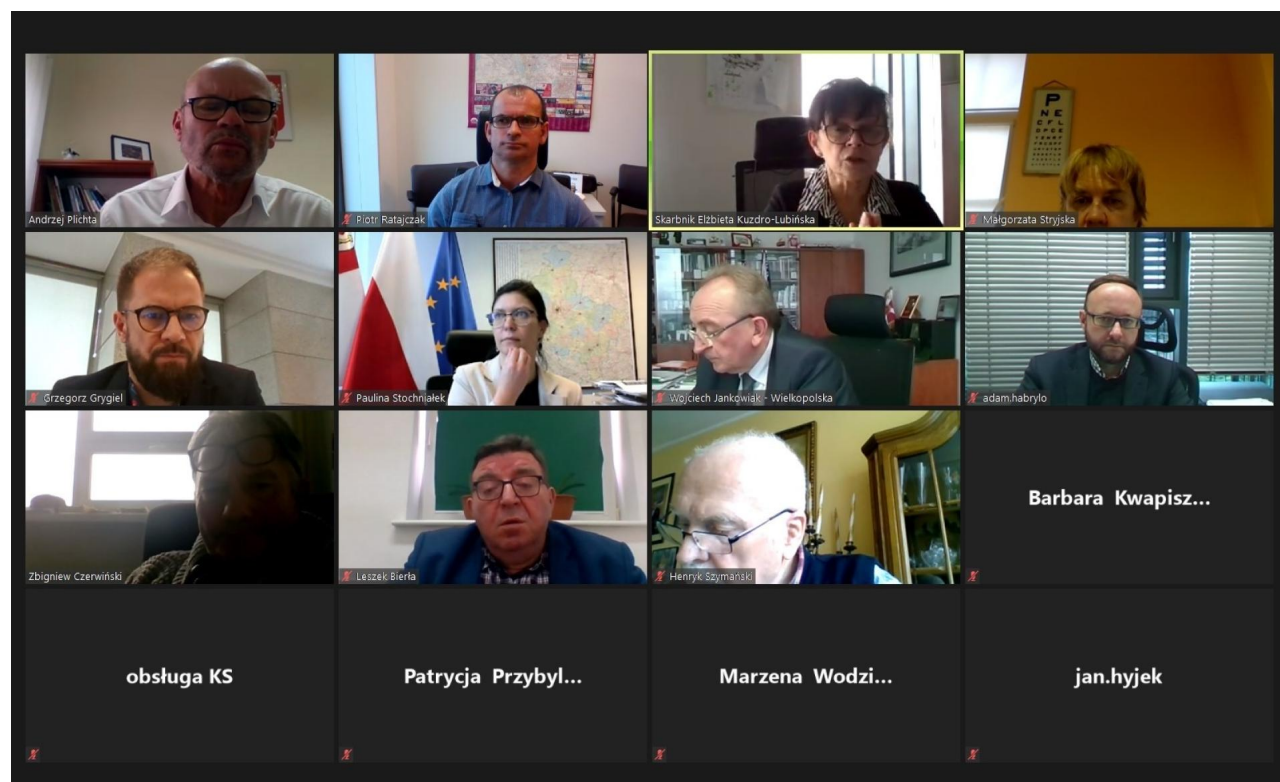 Andrzej Plichta
Piotr Ratajczak
Skarbnik Elżbieta Kuzdro-Lubińska
Małgorzata Stryjska
P
N E
Grzegorz Grygiel
Paulina Stochniałek
Wojciech Jankowiak - Wielkopolska
adam.habrylo
Zbigniew Czerwiński
Leszek Bierła
Henryk Szymański
Barbara Kwapisz...
obsługa KS
Patrycja Przybyl...
Marzena Wodzi...
jan.hyjek